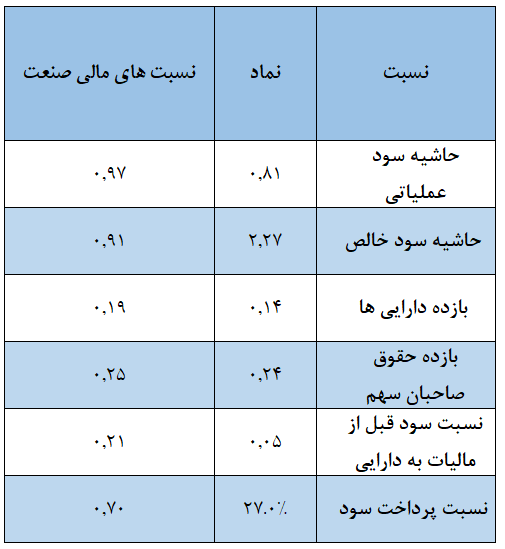 نسبت نماد نسبت های مالی صنعت
حاشیه سود
عملیاتی
۰,۸۱ ۰,۹۷
حاشیه سود خالص ۲,۲۷ ۰,۹۱
بازده دارایی ها ۰,۱۴ ۰,۱۹
بازده حقوق
صاحبان سهم
۰,۲۴ ۰,۲۵
نسبت سود قبل از
مالیات به دارایی
۰,۰۵ ۰,۲۱
نسبت پرداخت سود ۲۷.۰% ۰,۷۰